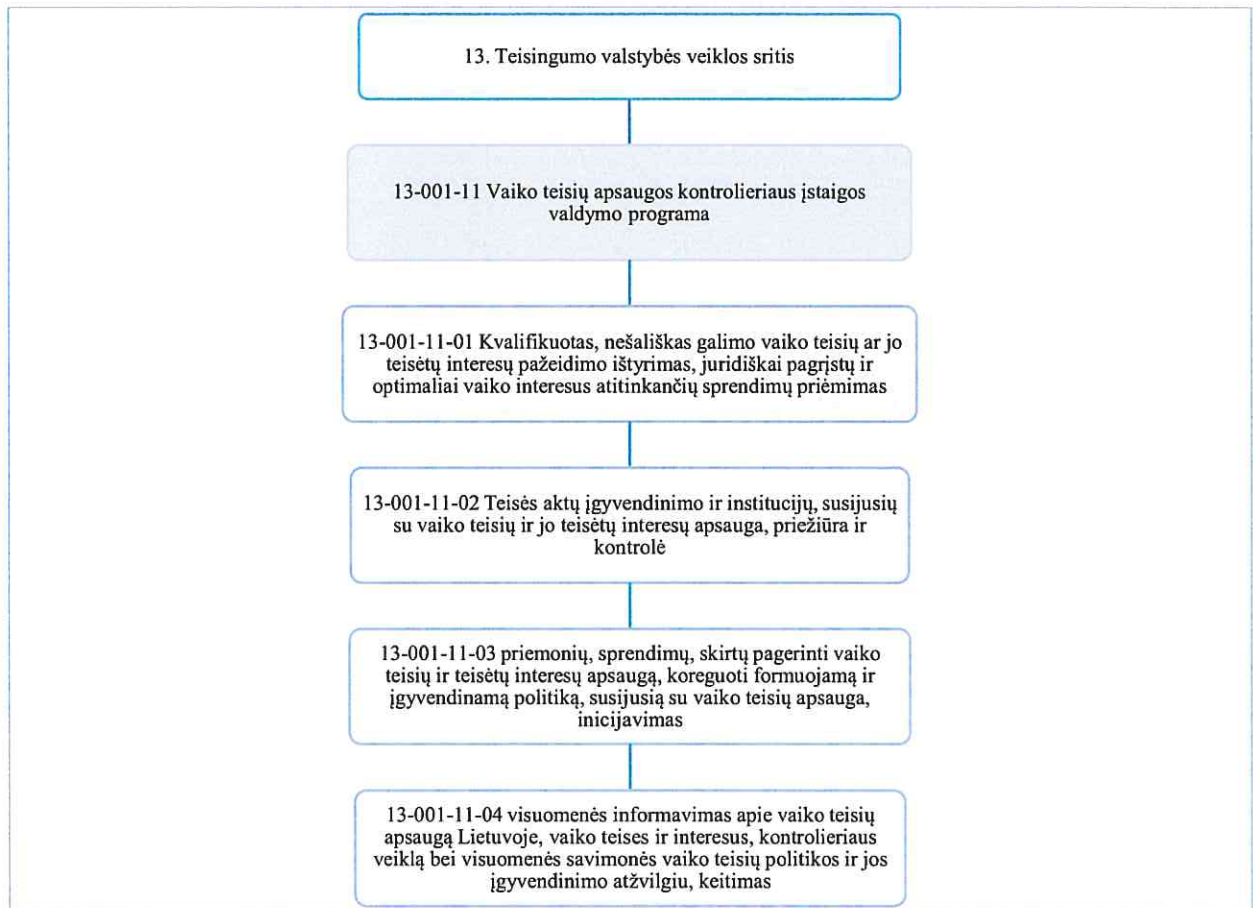 13. Teisingumo valstybės veiklos sritis
13-001-11 Vaiko teisių apsaugos kontrolieriaus įstaigos
valdymo programa
13-001-11-01 Kvalifikuotas, nešališkas galimo vaiko teisių ar jo
teisėtų interesų pažeidimo ištyrimas, juridiškai pagrįstų ir
optimaliai vaiko interesus atitinkančių sprendimų priėmimas
13-001-11-02 Teisės aktų įgyvendinimo ir institucijų, susijusių
su vaiko teisių ir jo teisėtų interesų apsauga, priežiūra ir
kontrolė
13-001-11-03 priemonių, sprendimų, skirtų pagerinti vaiko
teisių ir teisėtų interesų apsaugą, koreguoti formuojamą ir
įgyvendinamą politiką, susijusią su vaiko teisių apsauga,
inicijavimas
13-001-11-04 visuomenės informavimas apie vaiko teisių
apsaugą Lietuvoje, vaiko teises ir interesus, kontrolieriaus
veiklą bei visuomenės savimonės vaiko teisių politikos ir jos
įgyvendinimo atžvilgiu, keitimas